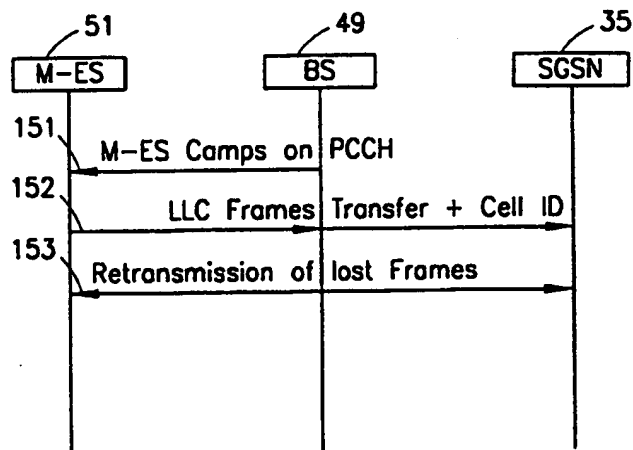 51 49 35
M-ES BS SGSN
151
M-ES Camps on PCCH
152
LLC Frames Transfer + Cell ID
153
Retransmission of lost Frames